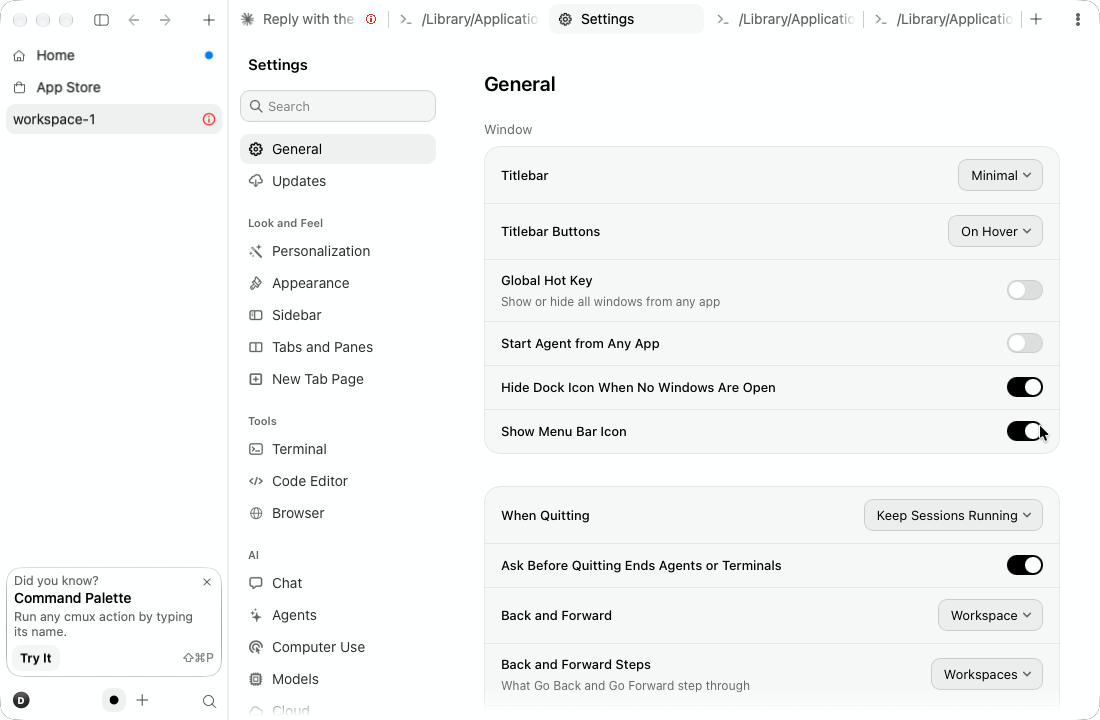 Reply with the
/Library/Applicatio
Settings
/Library/Applicatio
/Library/Applicatio
Home
App Store
workspace-1
Did you know?
Command Palette
Run any cmux action by typing
its name.
Try It
⇧⌘P
D
Settings
Search
General
Updates
Look and Feel
Personalization
Appearance
Sidebar
Tabs and Panes
New Tab Page
Tools
Terminal
Code Editor
Browser
AI
Chat
Agents
Computer Use
Models
Cloud
General
Window
Titlebar
Minimal
Titlebar Buttons
On Hover
Global Hot Key
Show or hide all windows from any app
Start Agent from Any App
Hide Dock Icon When No Windows Are Open
Show Menu Bar Icon
When Quitting
Keep Sessions Running
Ask Before Quitting Ends Agents or Terminals
Back and Forward
Workspace
Back and Forward Steps
What Go Back and Go Forward step through
Workspaces